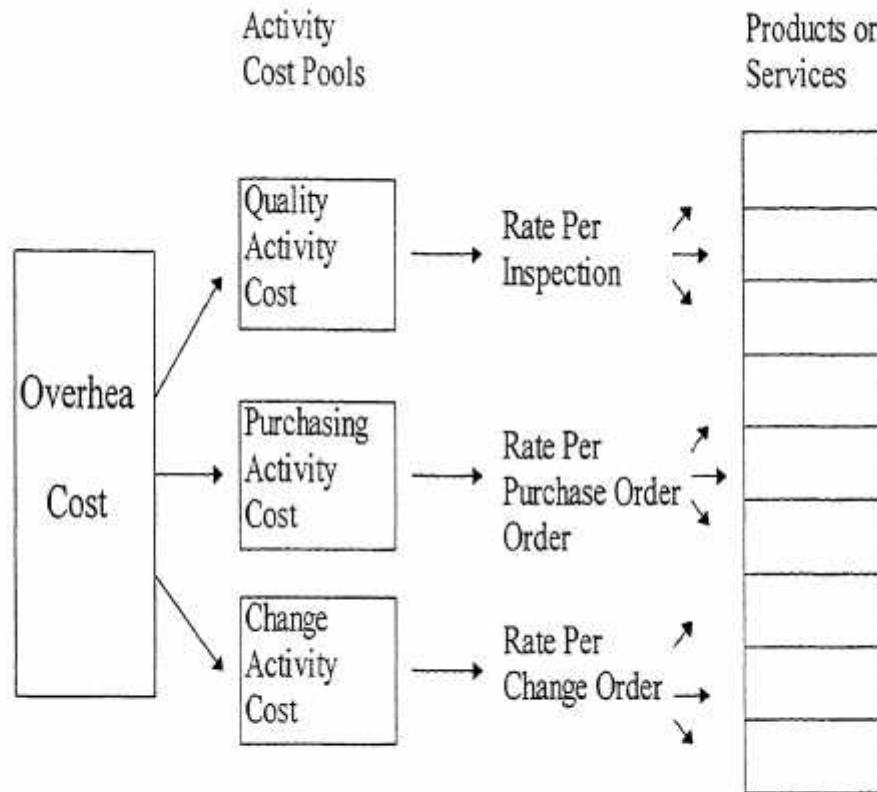 Activity
Cost Pools
Products or
Services
Quality
Activity
Cost
Rate Per
Inspection
Overhea
Cost
Purchasing
Activity
Cost
Rate Per
Purchase Order
Order
Change
Activity
Cost
Rate Per
Change Order